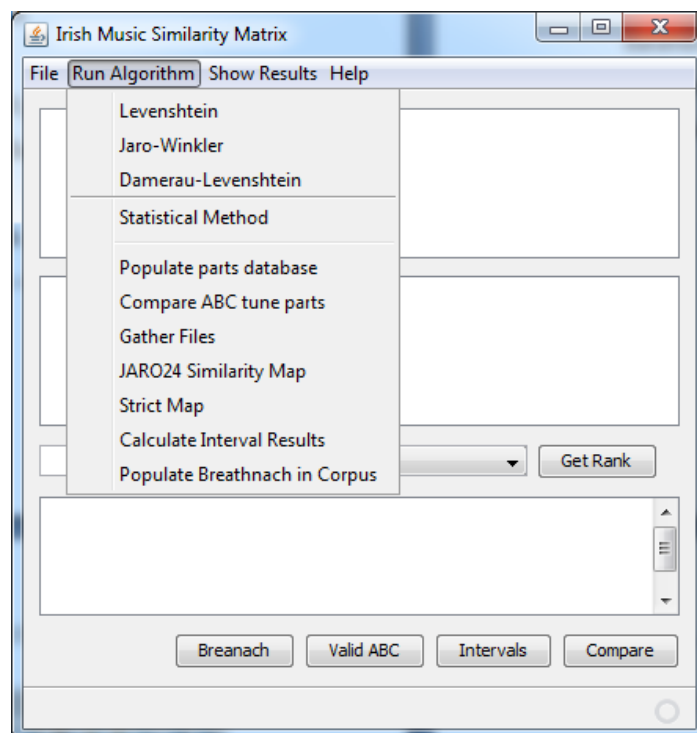 Irish Music Similarity Matrix
File Run Algorithm Show Results Help
Levenshtein
Jaro-Winkler
Damerau-Levenshtein
Statistical Method
Populate parts database
Compare ABC tune parts
Gather Files
JARO24 Similarity Map
Strict Map
Calculate Interval Results
Populate Breathnach in Corpus
Get Rank
Breanach Valid ABC Intervals Compare